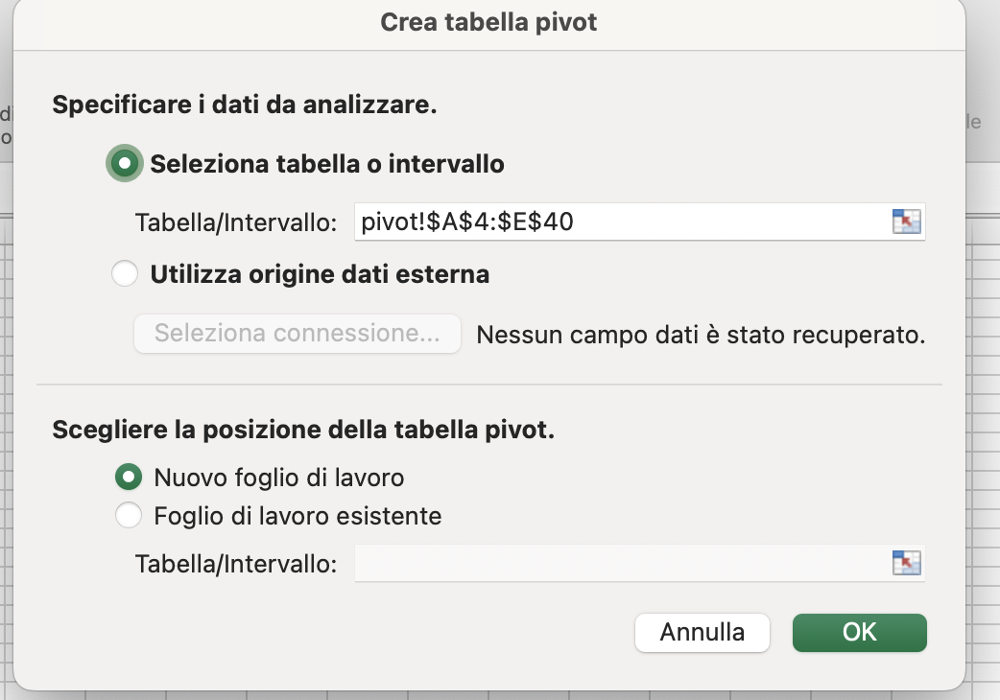 Crea tabella pivot
Specificare i dati da analizzare.
Seleziona tabella o intervallo
Tabella/Intervallo: pivot!$A$4:$E$40
Utilizza origine dati esterna
Seleziona connessione... Nessun campo dati è stato recuperato.
Scegliere la posizione della tabella pivot.
Nuovo foglio di lavoro
Foglio di lavoro esistente
Tabella/Intervallo:
Annulla OK